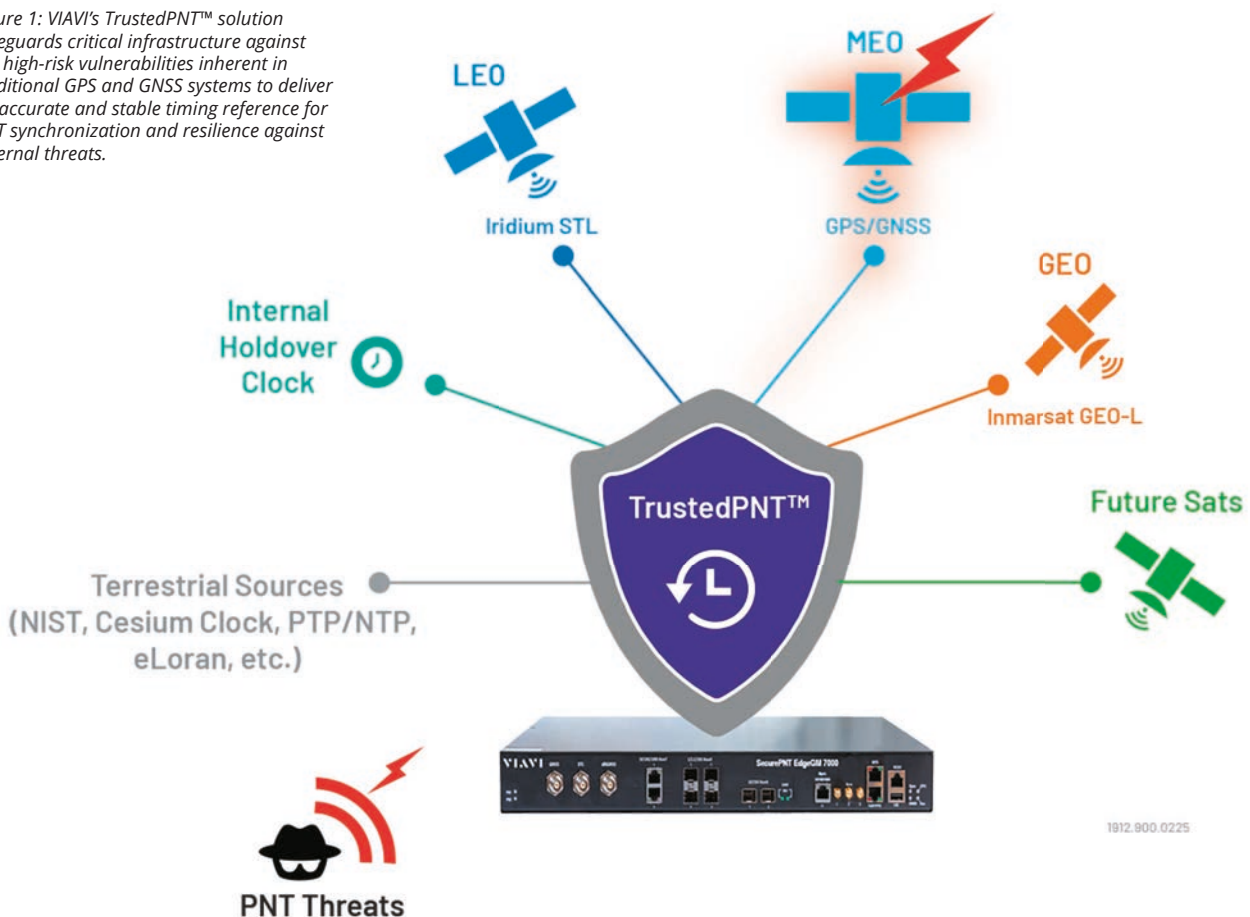 ure 1: VIAVI's TrustedPNT™ solution
eguards critical infrastructure against
high-risk vulnerabilities inherent in
ditional GPS and GNSS systems to deliver
accurate and stable timing reference for
T synchronization and resilience against
ernal threats.
MEO
LEO
Iridium STL
GPS/GNSS
GEO
Internal
Holdover
Clock
Inmarsat GEO-L
TrustedPNT™
Future Sats
Terrestrial Sources
(NIST, Cesium Clock, PTP/NTP,
eLoran, etc.)
VIAVI
SecurePNT EdgeGM 7000
1912.900.0225
PNT Threats